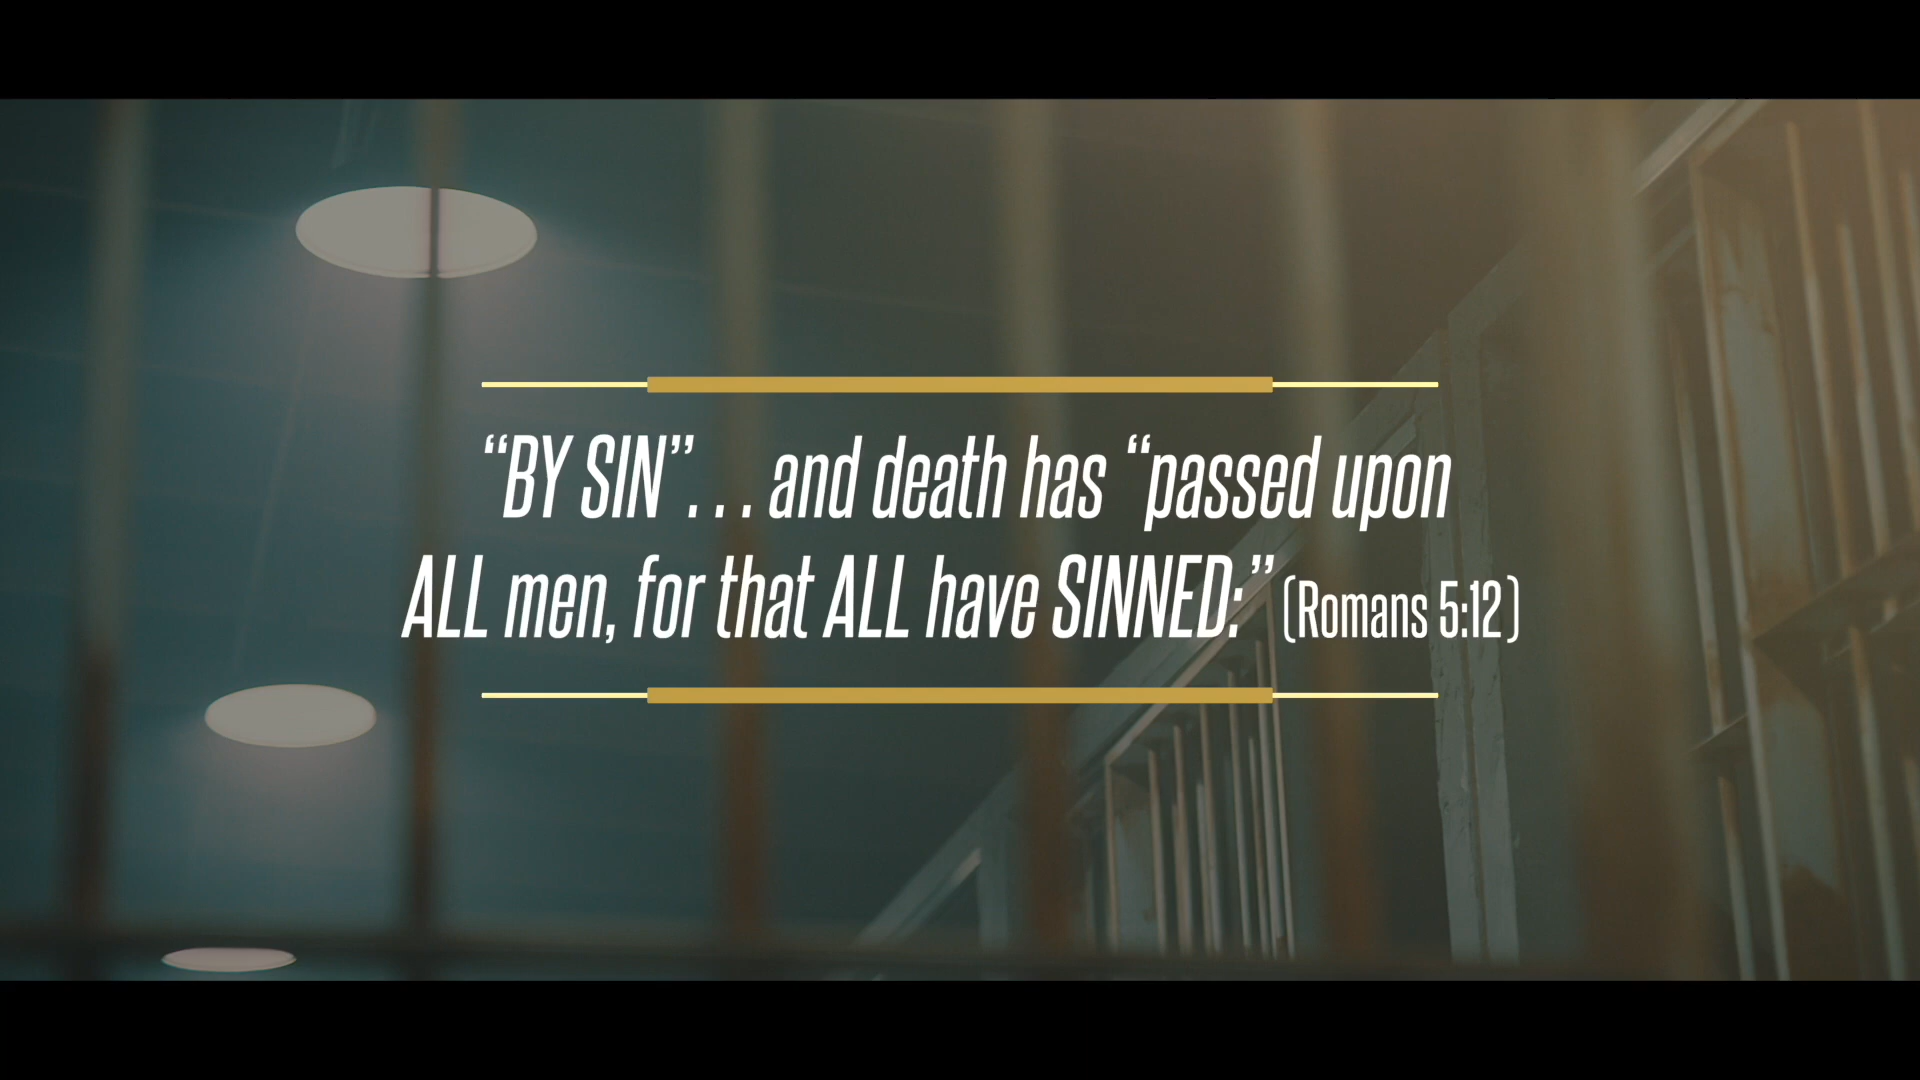 “BY SIN”. . . and death has “passed upon
ALL men, for that ALL have SINNED:” (Romans 5:12)